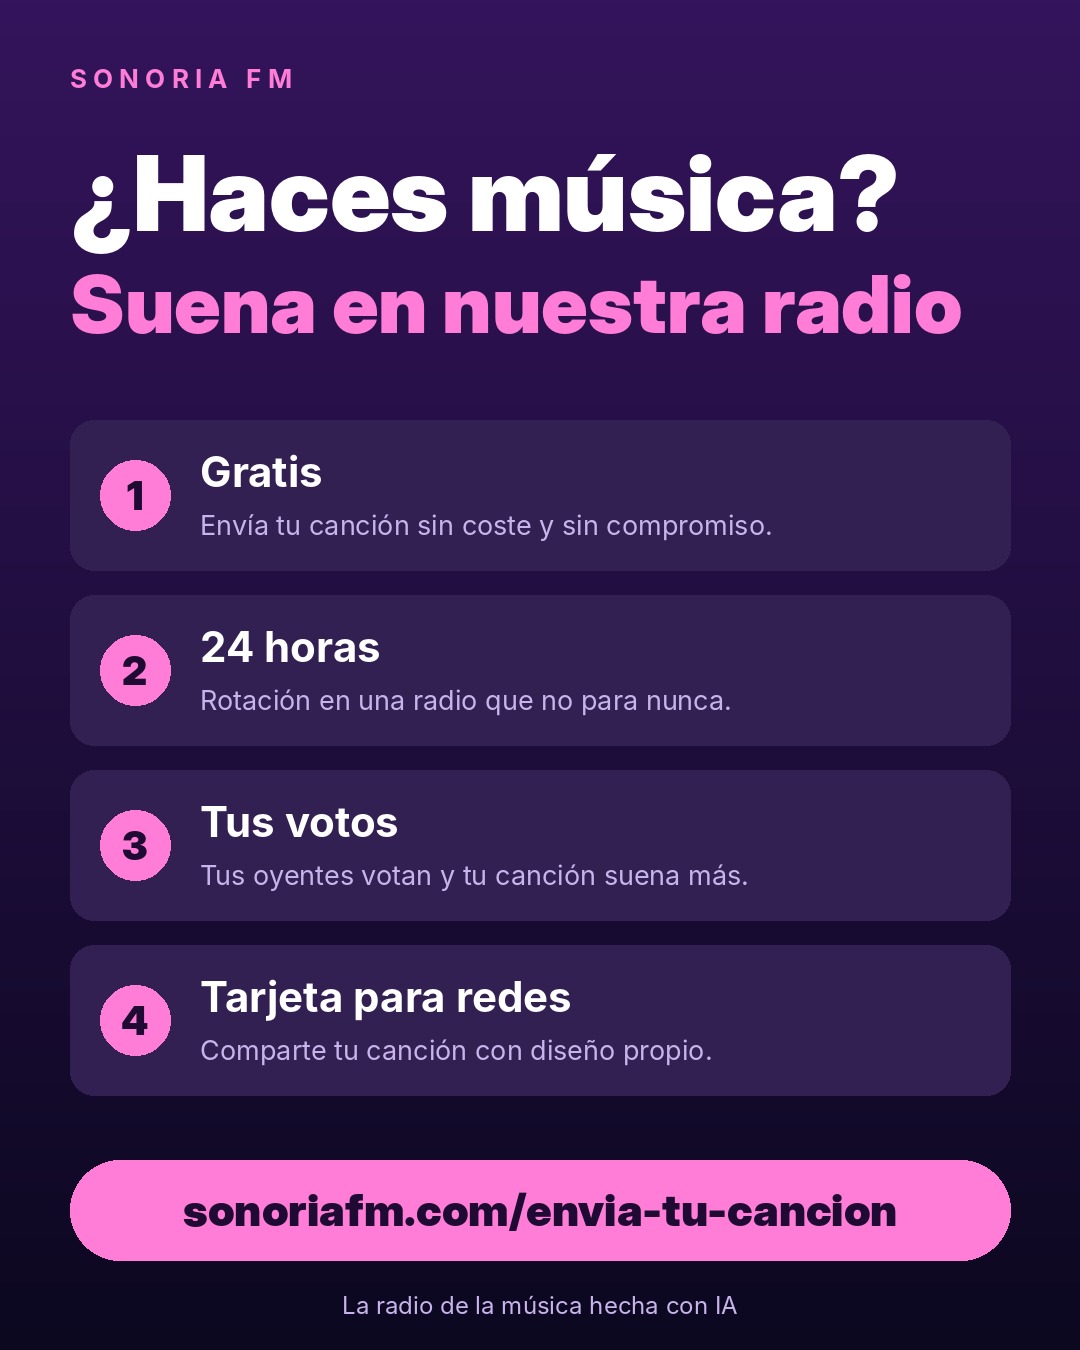 SONORIA FM
¿Haces música?
Suena en nuestra radio
1
Gratis
Envía tu canción sin coste y sin compromiso.
2
24 horas
Rotación en una radio que no para nunca.
3
Tus votos
Tus oyentes votan y tu canción suena más.
4
Tarjeta para redes
Comparte tu canción con diseño propio.
sonoriafm.com/envia-tu-cancion
La radio de la música hecha con IA